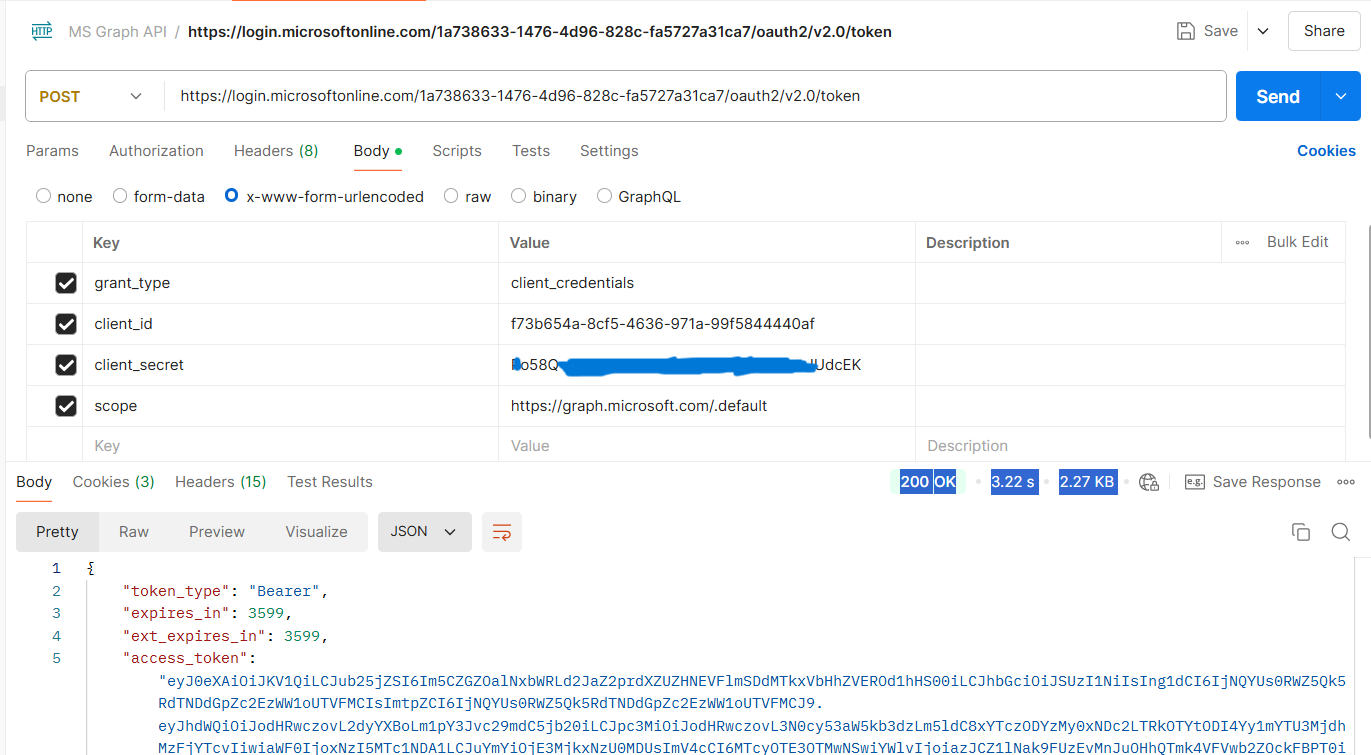 HTTP MS Graph API / https://login.microsoftonline.com/1a738633-1476-4d96-828c-fa5727a31ca7/oauth2/v2.0/token Save Share
POST https://login.microsoftonline.com/1a738633-1476-4d96-828c-fa5727a31ca7/oauth2/v2.0/token Send
Params Authorization Headers (8) Body Scripts Tests Settings Cookies
none form-data x-www-form-urlencoded raw binary GraphQL
Key Value Description Bulk Edit
grant_type client_credentials
client_id f73b654a-8cf5-4636-971a-99f5844440af
client_secret o58Q UdcEK
scope https://graph.microsoft.com/.default
Key Value Description
Body Cookies (3) Headers (15) Test Results 200 OK 3.22 s 2.27 KB e.g. Save Response
Pretty Raw Preview Visualize JSON
1 {
2 "token_type": "Bearer",
3 "expires_in": 3599,
4 "ext_expires_in": 3599,
5 "access_token":